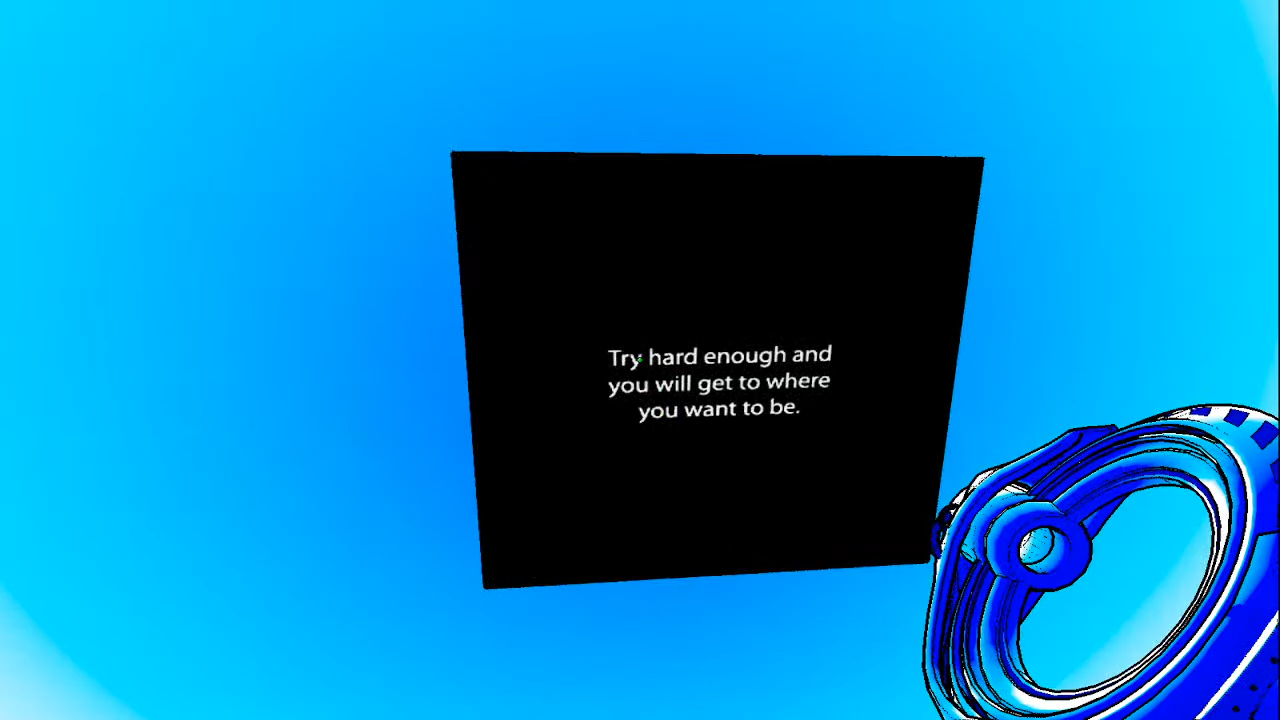 Try hard enough and
you will get to where
you want to be.